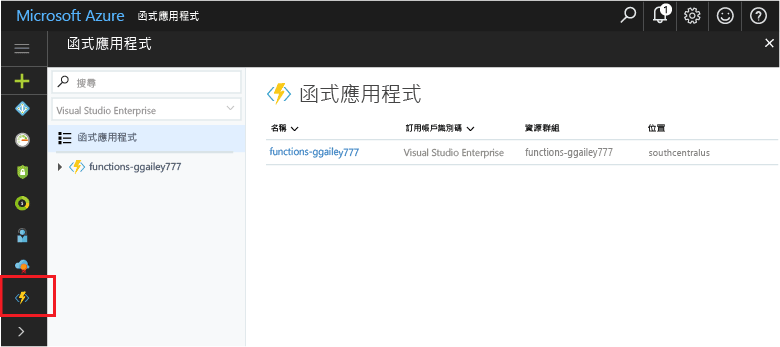 Microsoft Azure 函式應用程式
1
函式應用程式
搜尋
Visual Studio Enterprise
函式應用程式
functions-ggailey777
函式應用程式
名稱 訂用帳戶識別碼 資源群組 位置
functions-ggailey777 Visual Studio Enterprise functions-ggailey777 southcentralus